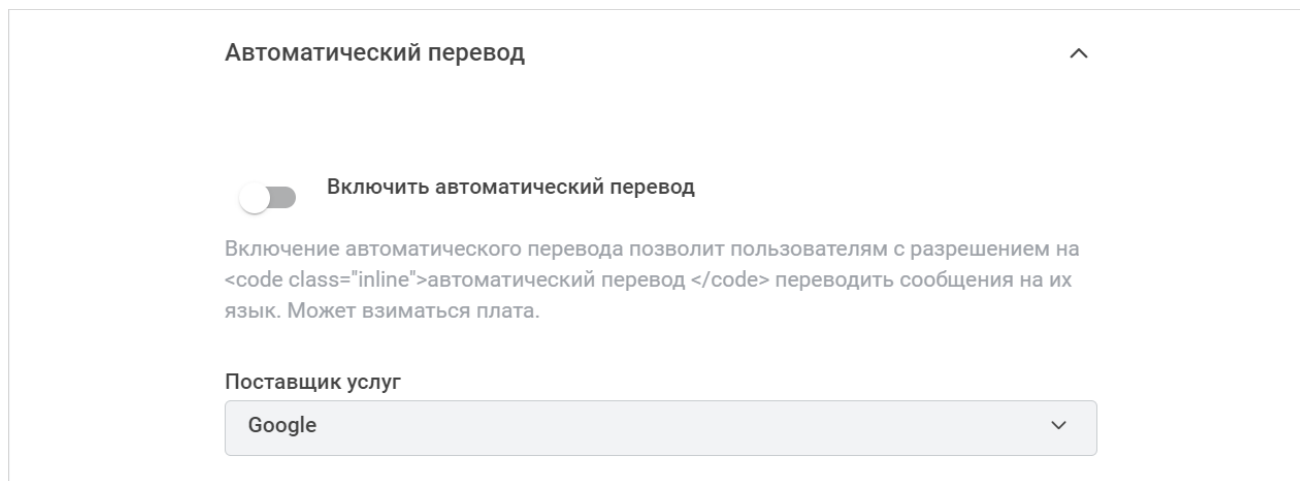 Автоматический перевод
Включить автоматический перевод
Включение автоматического перевода позволит пользователям с разрешением на
<code class="inline">автоматический перевод </code> переводить сообщения на их
язык. Может взиматься плата.
Поставщик услуг
Google